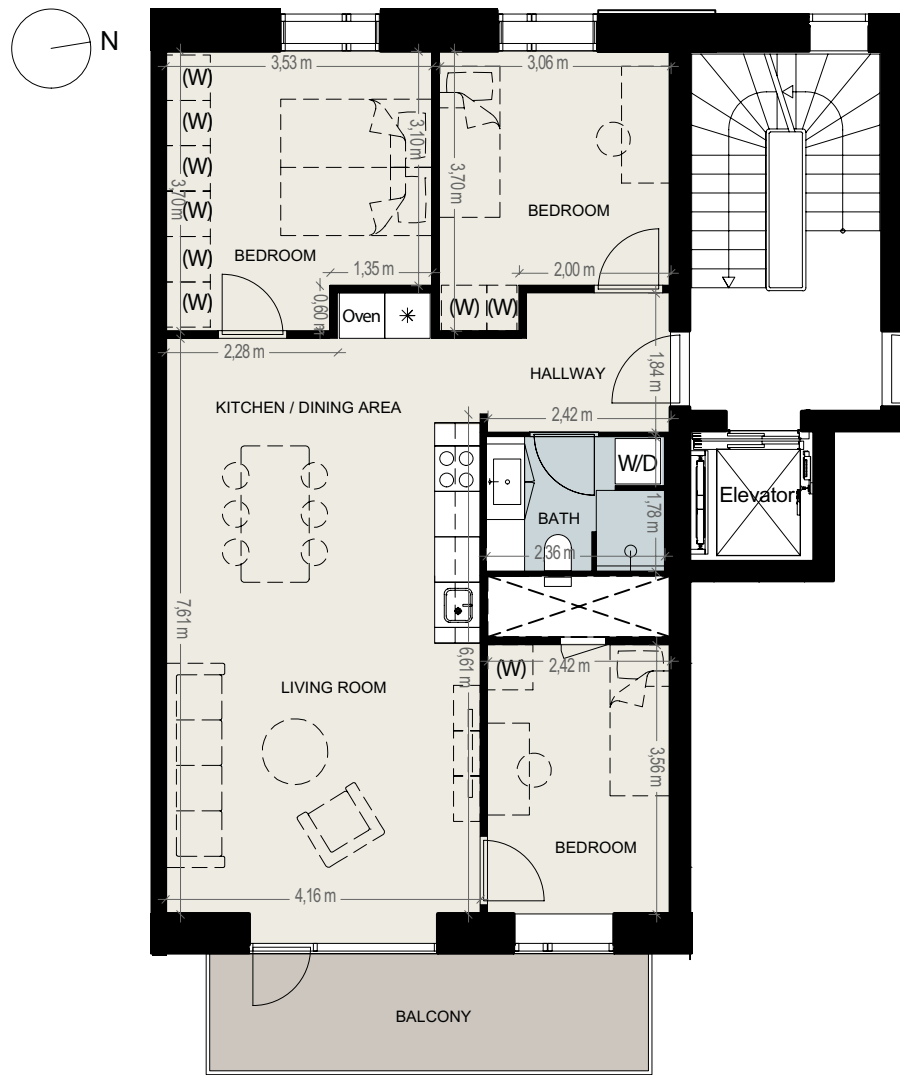 N
3,53 m
3,06 m
(W)
(W)
(W)
(W)
(W)
(W)
3,10 m
3,70 m
3,70 m
BEDROOM
BEDROOM
1,35 m
2,00 m
0,60 m
Oven
(W) (W)
2,28 m
HALLWAY
1,84 m
KITCHEN / DINING AREA
2,42 m
W/D
Elevator
BATH
1,78 m
2,36 m
7,61 m
6,61 m
(W)
2,42 m
LIVING ROOM
3,56 m
BEDROOM
4,16 m
BALCONY